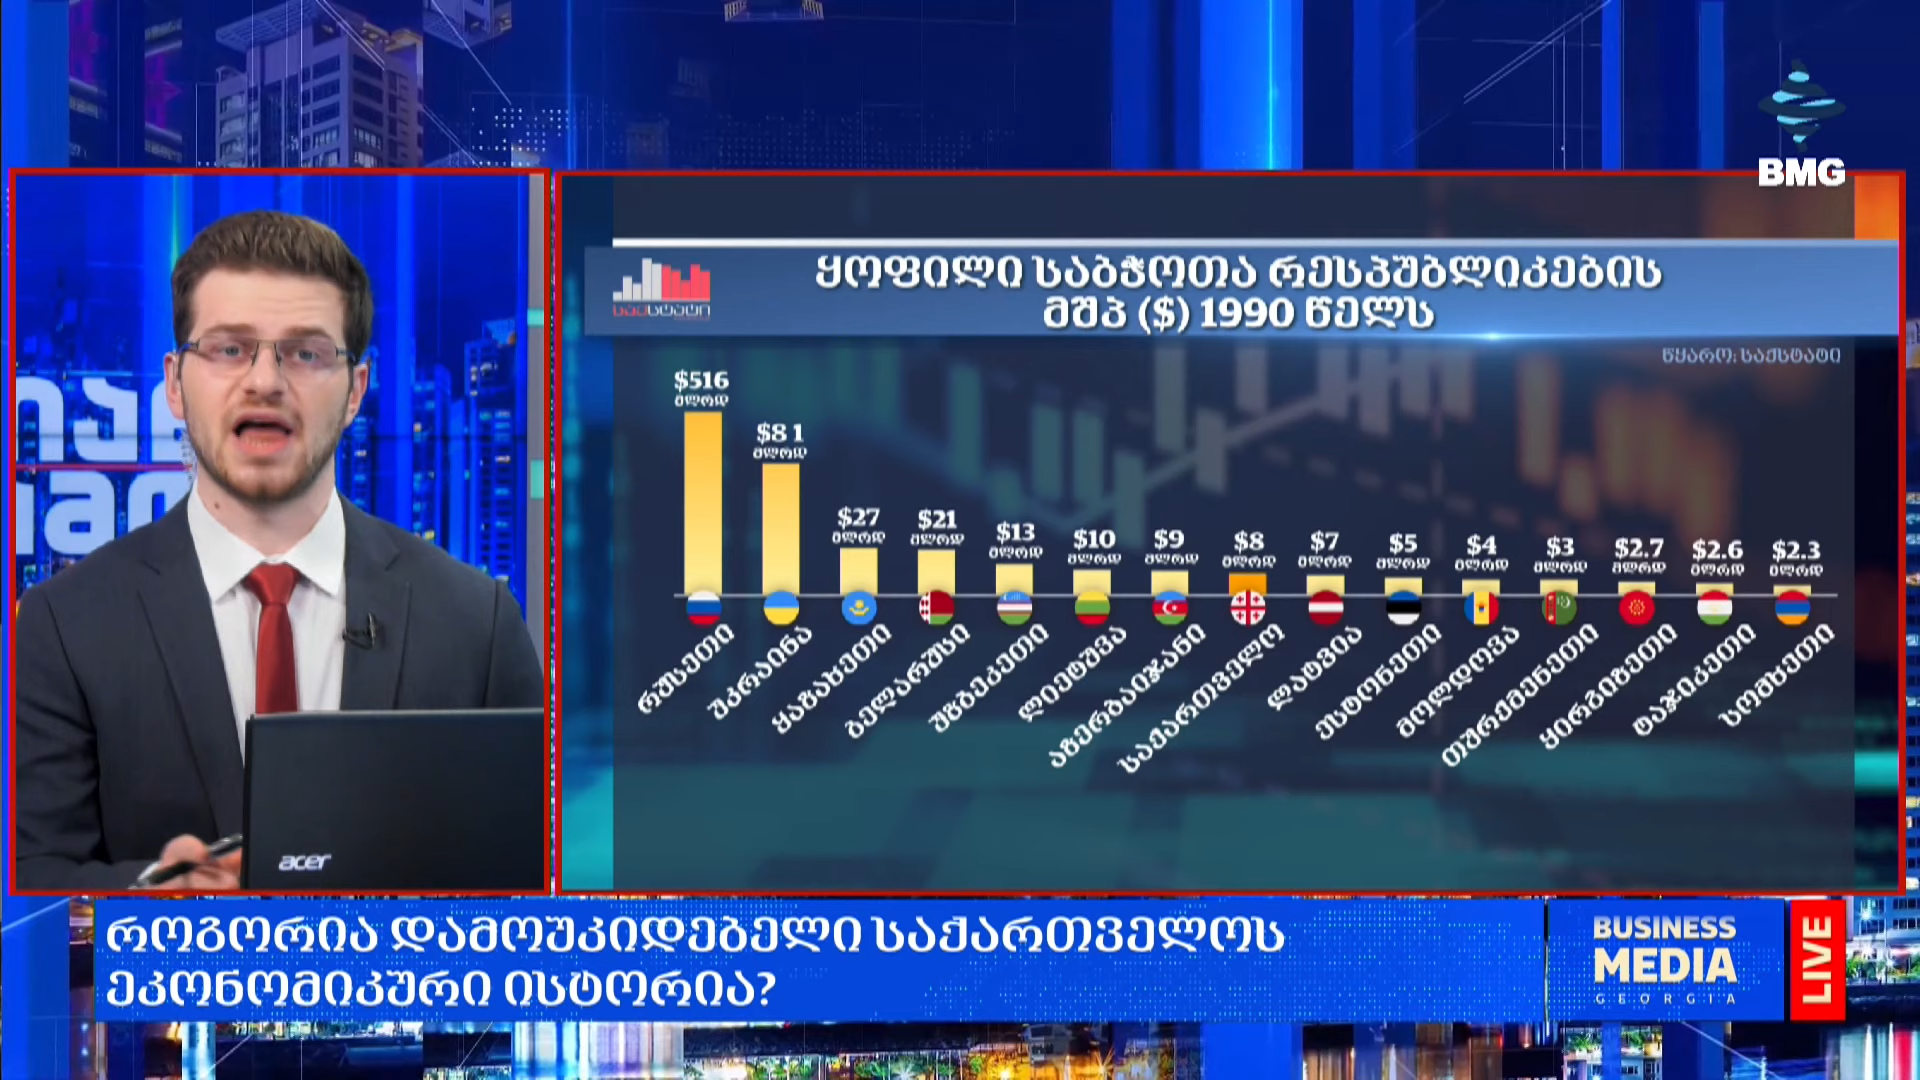 BMG
საქსტატი
ყოფილი საბჭოთა რესპუბლიკების
მშპ ($) 1990 წელს
წყარო: საქსტატი
$516
მლრდ
$81
მლრდ
$27
მლრდ
$21
მლრდ
$13
მლრდ
$10
მლრდ
$9
მლრდ
$8
მლრდ
$7
მლრდ
$5
მლრდ
$4
მლრდ
$3
მლრდ
$2.7
მლრდ
$2.6
მლრდ
$2.3
მლრდ
რუსეთი
უკრაინა
ყაზახეთი
ბელარუსი
უზბეკეთი
ლიეტუვა
აზერბაიჯანი
საქართველო
ლატვია
ესტონეთი
მოლდოვა
თურქმენეთი
ყირგიზეთი
ტაჯიკეთი
სომხეთი
acer
როგორია დამოუკიდებელი საქართველოს
ეკონომიკური ისტორია?
BUSINESS
MEDIA
GEORGIA
LIVE